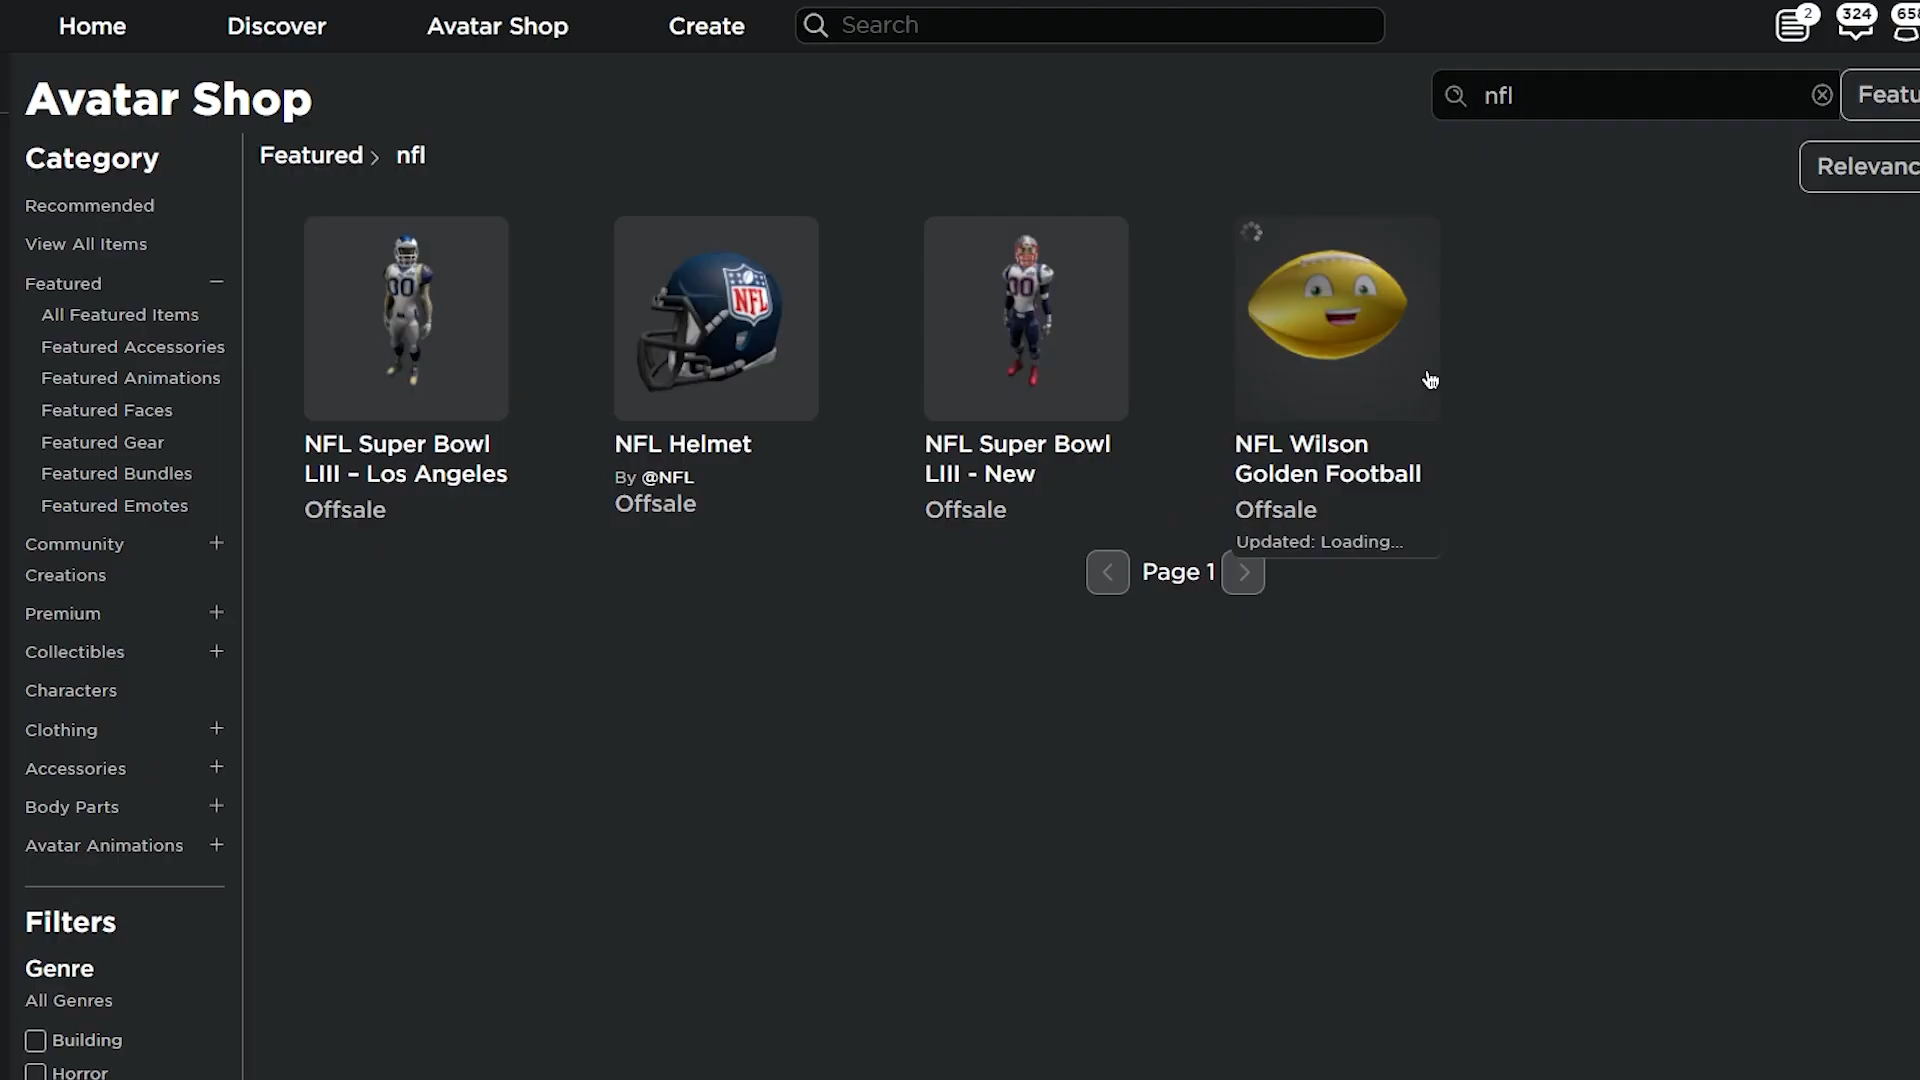 Home
Discover
Avatar Shop
Create
Search
2
324
658
Avatar Shop
nfl
Featu
Category
Featured > nfl
Relevanc
Recommended
View All Items
Featured
All Featured Items
Featured Accessories
Featured Animations
Featured Faces
Featured Gear
Featured Bundles
Featured Emotes
Community
Creations
Premium
Collectibles
Characters
Clothing
Accessories
Body Parts
Avatar Animations
Filters
Genre
All Genres
Building
Horror
00
NFL Super Bowl
LIII – Los Angeles
Offsale
NFL
NFL Helmet
By @NFL
Offsale
00
NFL Super Bowl
LIII - New
Offsale
NFL Wilson
Golden Football
Offsale
Updated: Loading...
Page 1